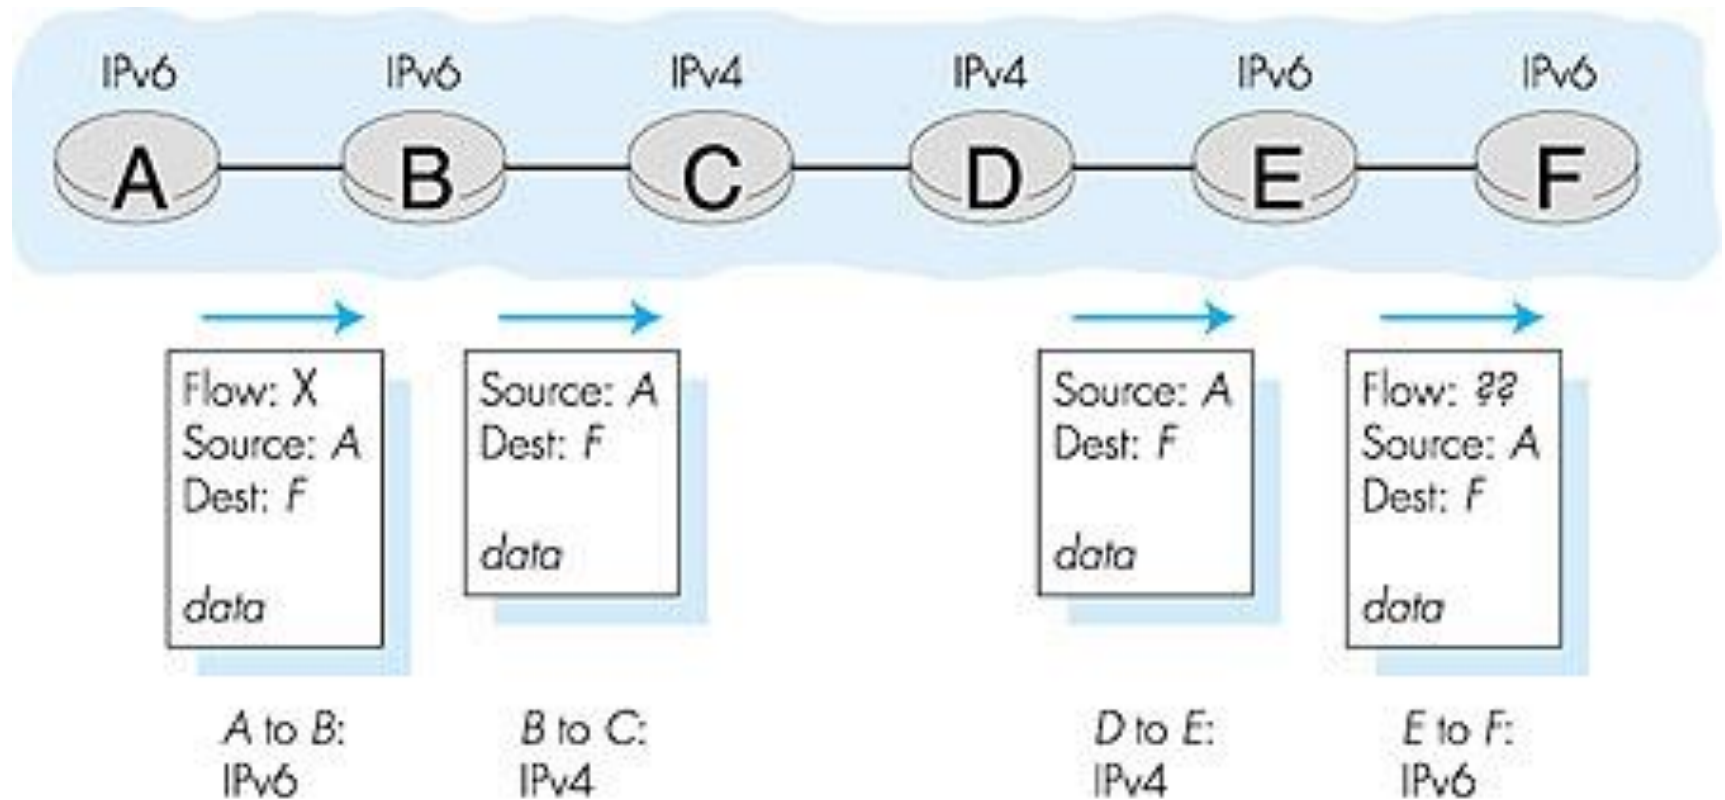 IPv6 IPv6 IPv4 IPv4 IPv6 IPv6
A B C D E F
Flow: X
Source: A
Dest: F
data
Source: A
Dest: F
data
Source: A
Dest: F
data
Flow: ??
Source: A
Dest: F
data
A to B:
IPv6
B to C:
IPv4
D to E:
IPv4
E to F:
IPv6